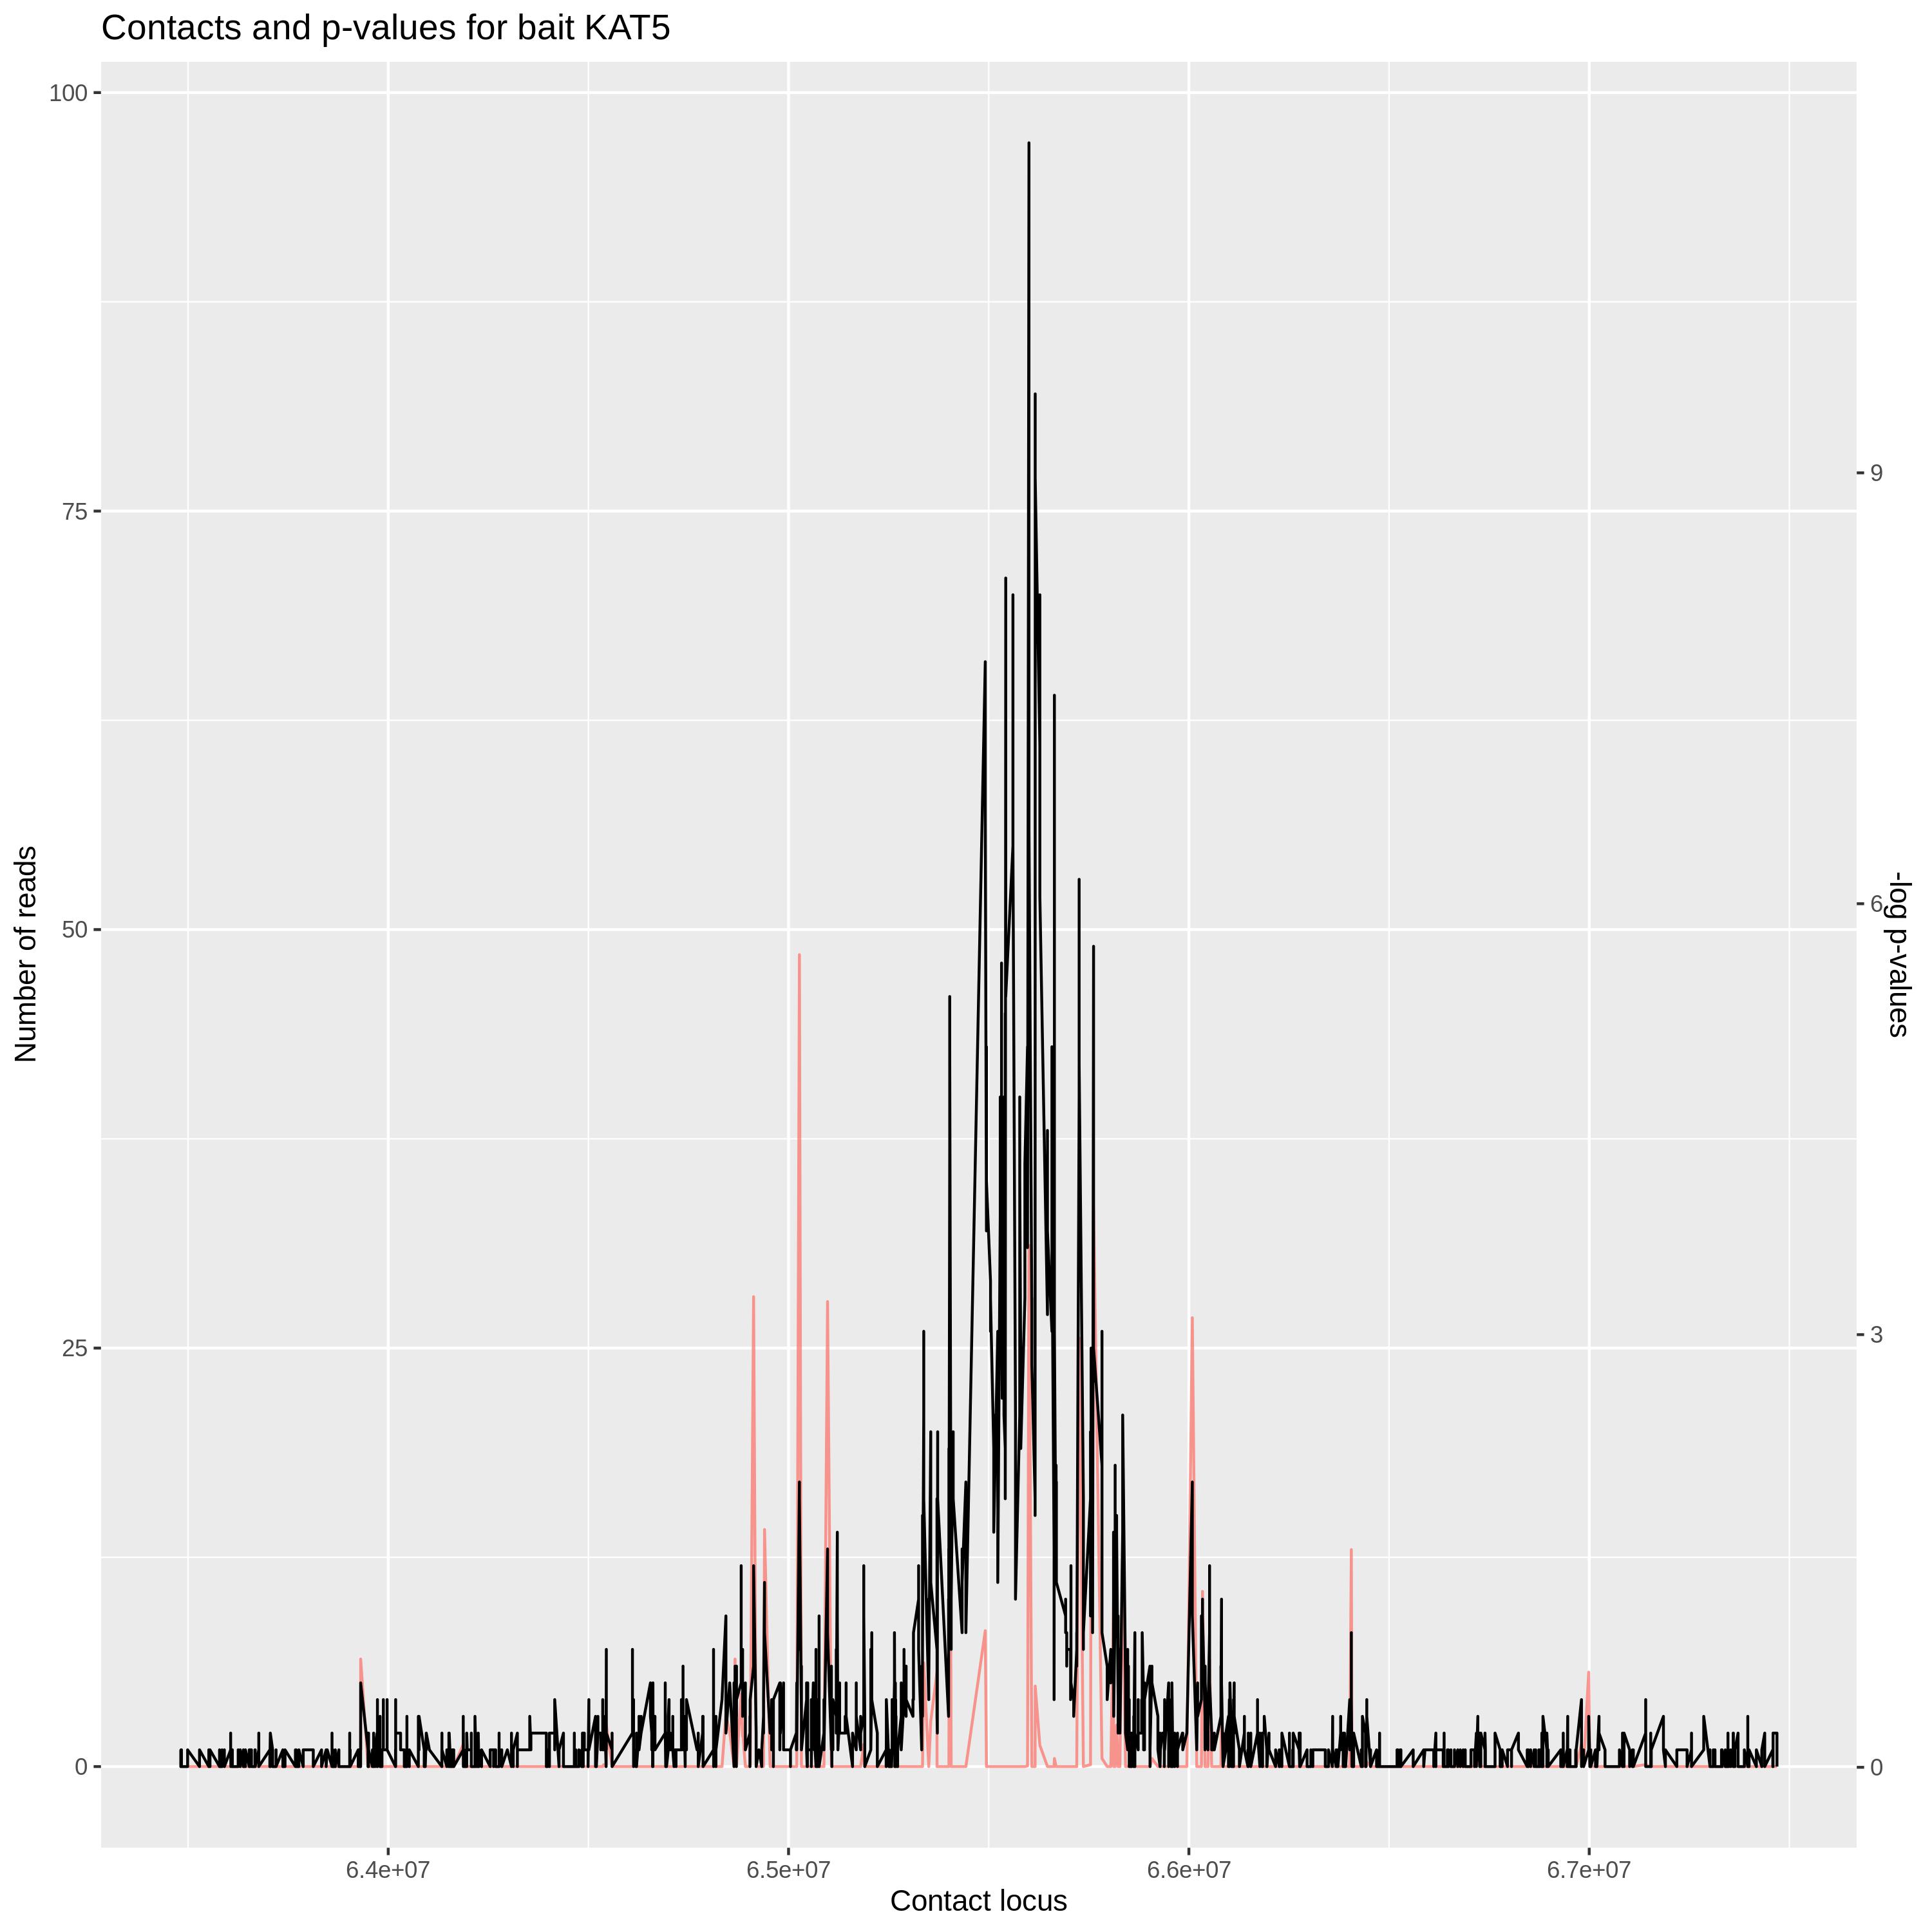 Contacts and p-values for bait KAT5
100
75
50
25
0
Number of reads
9
6
3
0
-log p-values
6.4e+07
6.5e+07
6.6e+07
6.7e+07
Contact locus